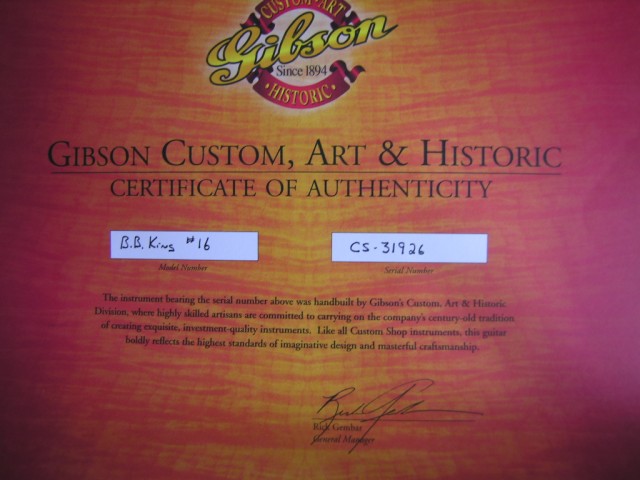 CUSTOM · ART
Gibson
Since 1894
· HISTORIC ·
GIBSON CUSTOM, ART & HISTORIC
CERTIFICATE OF AUTHENTICITY
B.B. King #16
CS-31926
Model Number
Serial Number
The instrument bearing the serial number above was handbuilt by Gibson's Custom, Art & Historic
Division, where highly skilled artisans are committed to carrying on the company's century-old tradition
of creating exquisite, investment-quality instruments. Like all Custom Shop instruments, this guitar
boldly reflects the highest standards of imaginative design and masterful craftsmanship.
Rick Gembar
General Manager